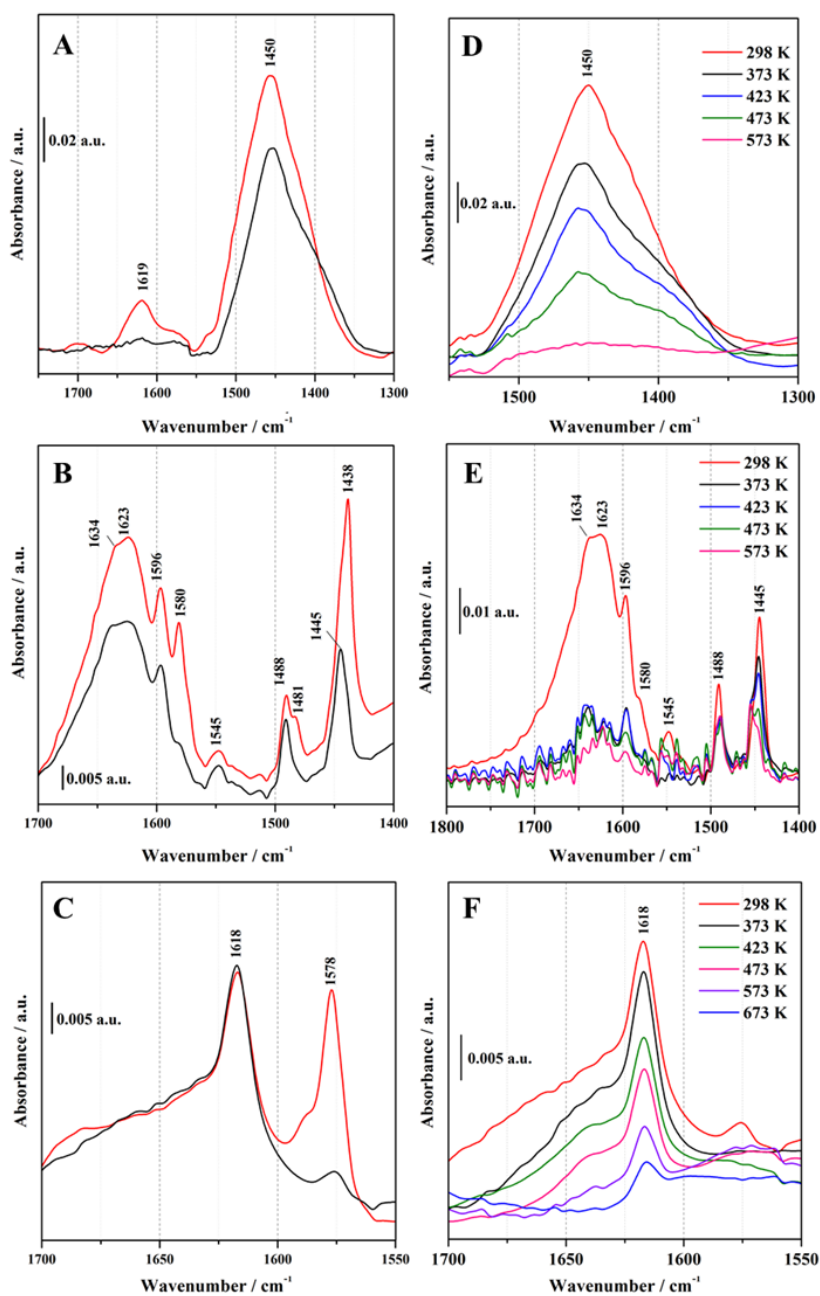 A
1450
0.02 a.u.
1619
Absorbance / a.u.
1700 1600 1500 1400 1300
Wavenumber / cm⁻¹
D
1450
298 K
373 K
423 K
473 K
573 K
0.02 a.u.
Absorbance / a.u.
1500 1400 1300
Wavenumber / cm⁻¹
B
1438
1634
1623
1596
1580
1445
1488
1481
1545
0.005 a.u.
Absorbance / a.u.
1700 1600 1500 1400
Wavenumber / cm⁻¹
E
298 K
373 K
423 K
473 K
573 K
1634
1623
1596
0.01 a.u.
1445
1580
1488
1545
Absorbance / a.u.
1800 1700 1600 1500 1400
Wavenumber / cm⁻¹
C
1618
1578
0.005 a.u.
Absorbance / a.u.
1700 1650 1600 1550
Wavenumber / cm⁻¹
F
1618
298 K
373 K
423 K
473 K
573 K
673 K
0.005 a.u.
Absorbance / a.u.
1700 1650 1600 1550
Wavenumber / cm⁻¹